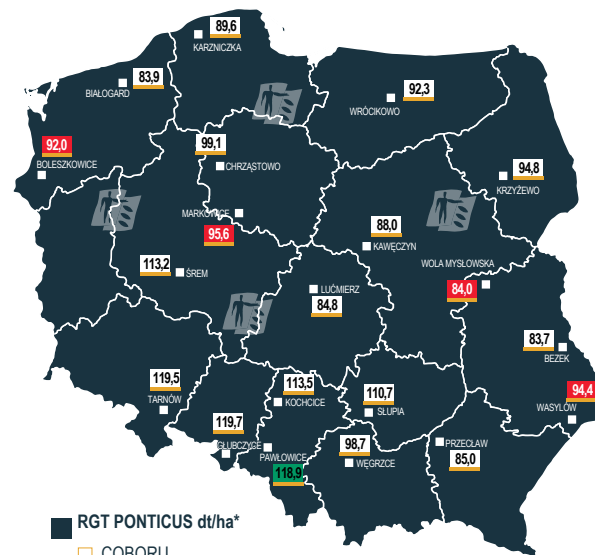 89,6
KARZNICZKA
83,9
BIAŁOGARD
92,3
WRÓCIKOWO
92,0
BOLESZKOWICE
99,1
CHRZĄSTOWO
94,8
KRZYŻEWO
MARKOWICE
95,6
88,0
KAWĘCZYN
WOLA MYSŁOWSKA
84,0
113,2
ŚREM
LUĆMIERZ
84,8
83,7
BEZEK
119,5
TARNÓW
113,5
KOCHCICE
110,7
SŁUPIA
94,4
WASYLÓW
119,7
GŁUBCZYCE
PAWŁOWICE
118,9
98,7
WĘGRZCE
PRZECŁAW
85,0
RGT PONTICUS dt/ha*
COBORU